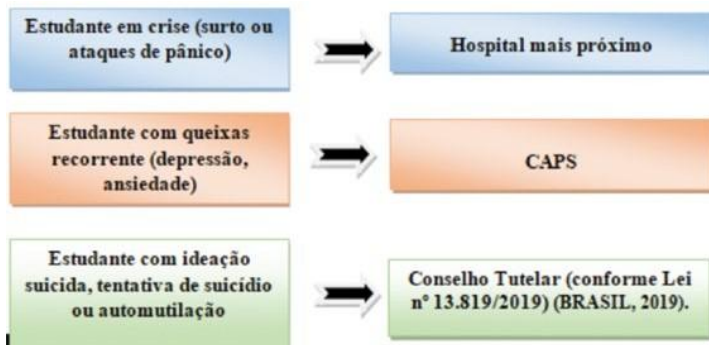 Estudante em crise (surto ou
ataques de pânico)
Hospital mais próximo
Estudante com queixas
recorrente (depressão,
ansiedade)
CAPS
Estudante com ideação
suicida, tentativa de suicídio
ou automutilação
Conselho Tutelar (conforme Lei
nº 13.819/2019) (BRASIL, 2019).